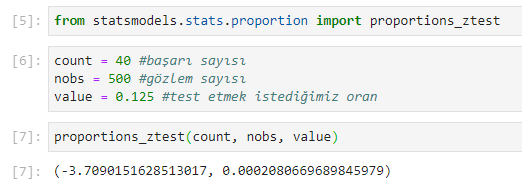 [5]: from statsmodels.stats.proportion import proportions_ztest
[6]: count = 40 #başarı sayısı
nobs = 500 #gözlem sayısı
value = 0.125 #test etmek istediğimiz oran
[7]: proportions_ztest(count, nobs, value)
[7]: (-3.7090151628513017, 0.0002080669689845979)